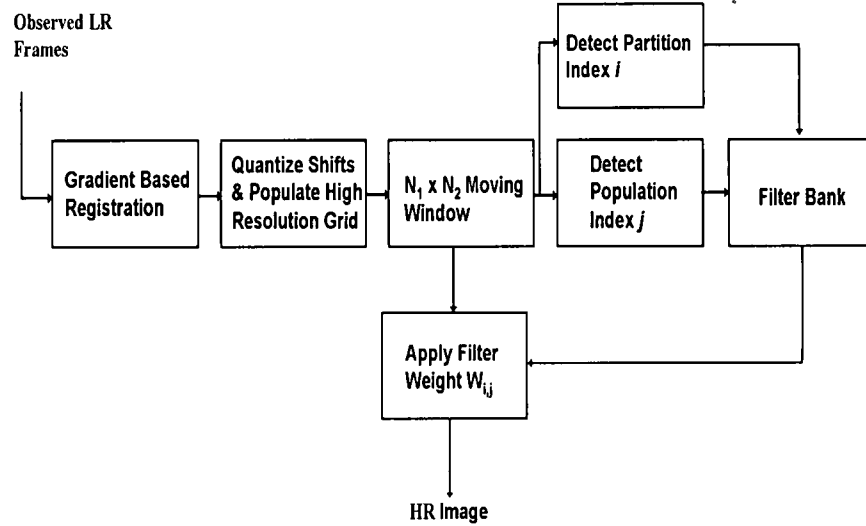 Observed LR
Frames
Detect Partition
Index i
Gradient Based
Registration
Quantize Shifts
& Populate High
Resolution Grid
N1 x N2 Moving
Window
Detect
Population
Index j
Filter Bank
Apply Filter
Weight Wi,j
HR Image